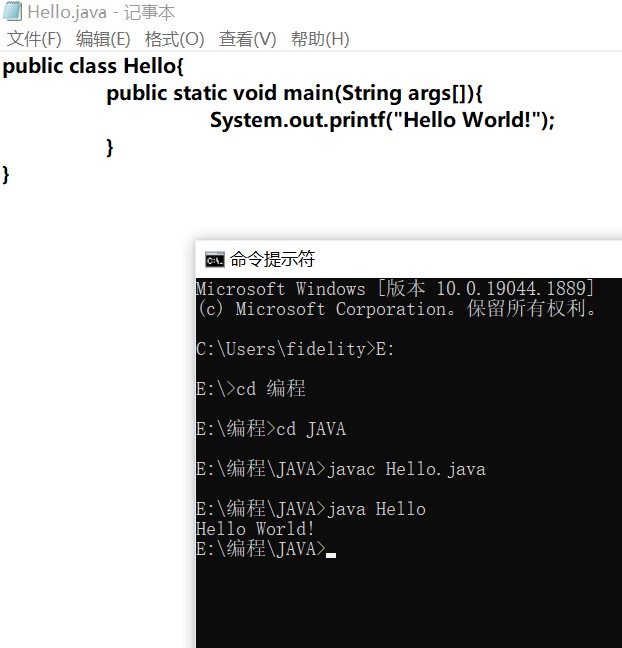 Hello.java - 记事本
文件(F) 编辑(E) 格式(O) 查看(V) 帮助(H)
public class Hello{
public static void main(String args[]){
System.out.printf("Hello World!");
}
}
命令提示符
Microsoft Windows [版本 10.0.19044.1889]
(c) Microsoft Corporation。保留所有权利。
C:\Users\fidelity>E:
E:\>cd 编程
E:\编程>cd JAVA
E:\编程\JAVA>javac Hello.java
E:\编程\JAVA>java Hello
Hello World!
E:\编程\JAVA>